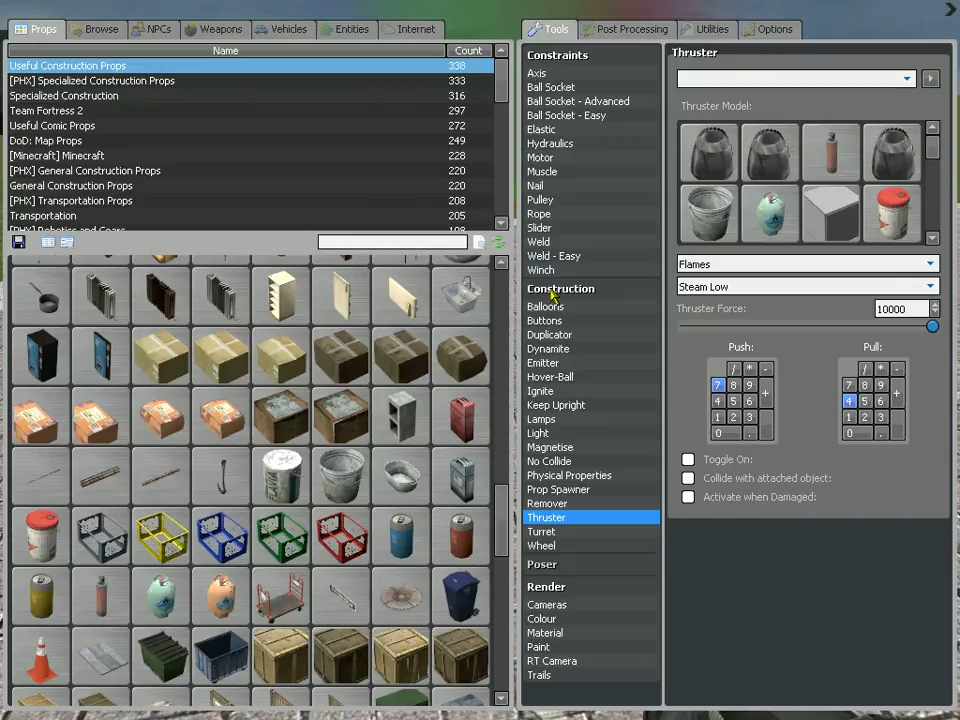 Props
Browse
NPCs
Weapons
Vehicles
Entities
Internet
Tools
Post Processing
Utilities
Options
Name
Count
Useful Construction Props 338
[PHX] Specialized Construction Props 333
Specialized Construction 316
Team Fortress 2 297
Useful Comic Props 272
DoD: Map Props 249
[Minecraft] Minecraft 228
[PHX] General Construction Props 220
General Construction Props 220
[PHX] Transportation Props 208
Transportation 205
Constraints
Axis
Ball Socket
Ball Socket - Advanced
Ball Socket - Easy
Elastic
Hydraulics
Motor
Muscle
Nail
Pulley
Rope
Slider
Weld
Weld - Easy
Winch
Construction
Balloons
Buttons
Duplicator
Dynamite
Emitter
Hover-Ball
Ignite
Keep Upright
Lamps
Light
Magnetise
No Collide
Physical Properties
Prop Spawner
Remover
Thruster
Turret
Wheel
Poser
Render
Cameras
Colour
Material
Paint
RT Camera
Trails
Thruster
Thruster Model:
Flames
Steam Low
Thruster Force: 10000
Push: Pull:
/ * - / * -
7 8 9 + 7 8 9 +
4 5 6 4 5 6
1 2 3 1 2 3
0 . 0 .
Toggle On:
Collide with attached object:
Activate when Damaged: